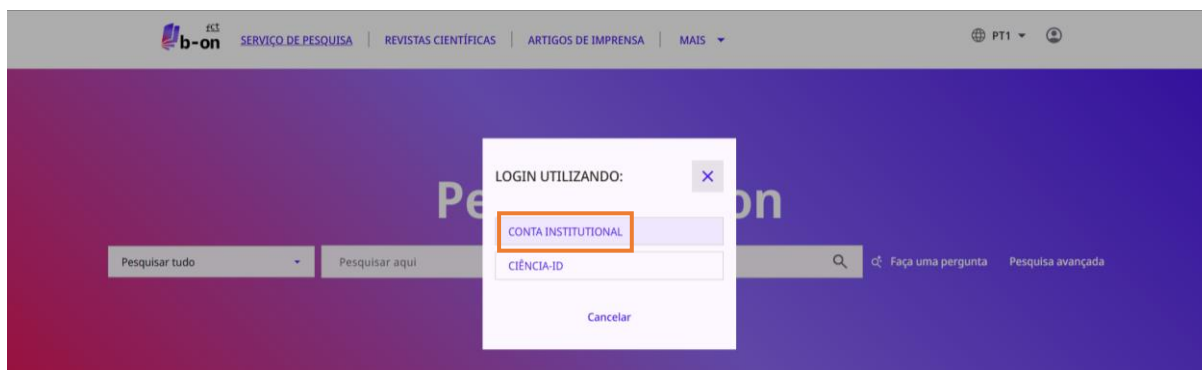 fct
b-on
SERVIÇO DE PESQUISA | REVISTAS CIENTÍFICAS | ARTIGOS DE IMPRENSA | MAIS
PT1
LOGIN UTILIZANDO:
Pe on
CONTA INSTITUTIONAL
Pesquisar tudo
Pesquisar aqui
CIÊNCIA-ID
Faça uma pergunta
Pesquisa avançada
Cancelar